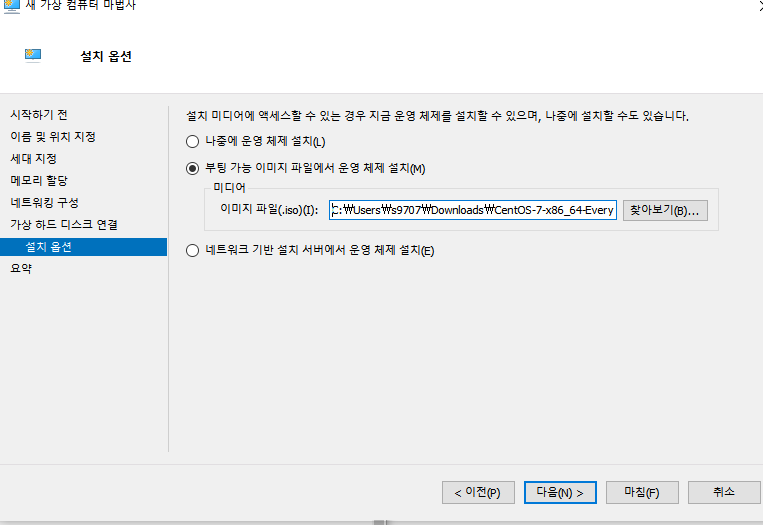 새 가상 컴퓨터 마법사
설치 옵션
시작하기 전
이름 및 위치 지정
세대 지정
메모리 할당
네트워킹 구성
가상 하드 디스크 연결
설치 옵션
요약
설치 미디어에 액세스할 수 있는 경우 지금 운영 체제를 설치할 수 있으며, 나중에 설치할 수도 있습니다.
나중에 운영 체제 설치(L)
부팅 가능 이미지 파일에서 운영 체제 설치(M)
미디어
이미지 파일(.iso)(I): C:₩Users₩s9707₩Downloads₩CentOS-7-x86_64-Every 찾아보기(B)...
네트워크 기반 설치 서버에서 운영 체제 설치(E)
< 이전(P) 다음(N) > 마침(F) 취소